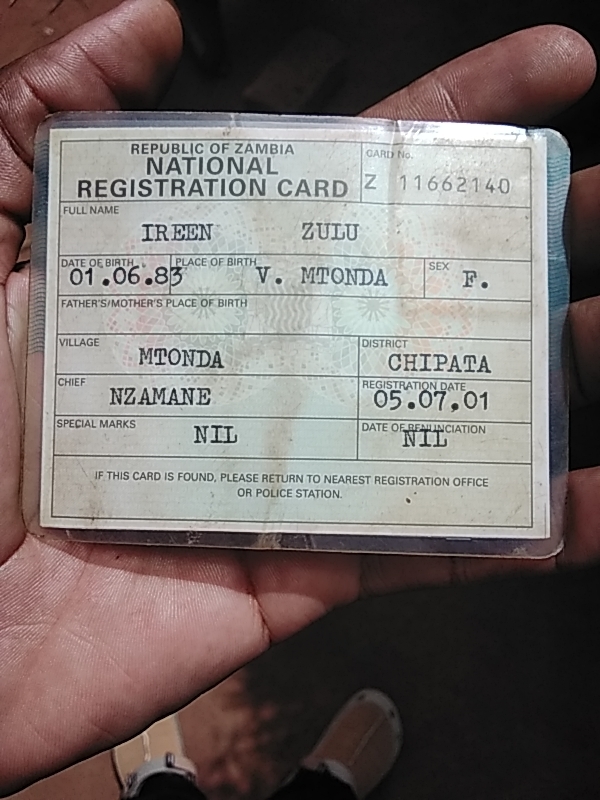 REPUBLIC OF ZAMBIA
NATIONAL
REGISTRATION CARD
CARD No.
Z 11662140
FULL NAME
IREEN ZULU
DATE OF BIRTH
01.06.83
PLACE OF BIRTH
V. MTONDA
SEX
F.
FATHER'S/MOTHER'S PLACE OF BIRTH
VILLAGE
MTONDA
DISTRICT
CHIPATA
CHIEF
NZAMANE
REGISTRATION DATE
05.07.01
SPECIAL MARKS
NIL
DATE OF RENUNCIATION
NIL
IF THIS CARD IS FOUND, PLEASE RETURN TO NEAREST REGISTRATION OFFICE
OR POLICE STATION.